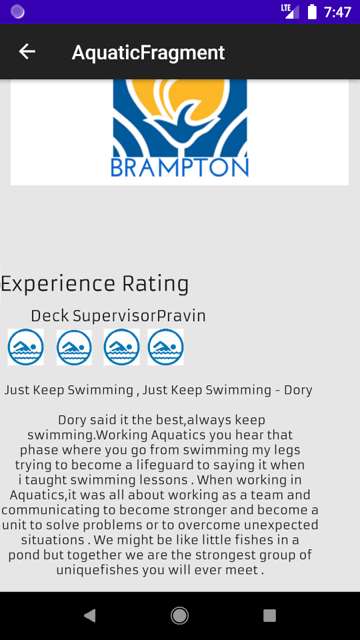 LTE 7:47
AquaticFragment
BRAMPTON
Experience Rating
Deck SupervisorPravin
Just Keep Swimming , Just Keep Swimming - Dory
Dory said it the best,always keep
swimming.Working Aquatics you hear that
phase where you go from swimming my legs
trying to become a lifeguard to saying it when
i taught swimming lessons . When working in
Aquatics,it was all about working as a team and
communicating to become stronger and become a
unit to solve problems or to overcome unexpected
situations . We might be like little fishes in a
pond but together we are the strongest group of
uniquefishes you will ever meet .